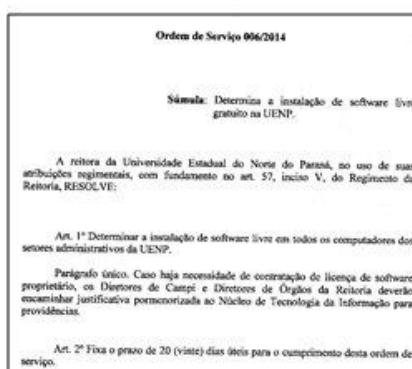 Ordem de Serviço 006/2014
Súmula: Determina a instalação de software livre
gratuito na UENP.
A reitora da Universidade Estadual do Norte do Paraná, no uso de suas
atribuições regimentais, com fundamento no art. 57, inciso V, do Regimento da
Reitoria, RESOLVE:
Art. 1º Determinar a instalação de software livre em todos os computadores dos
setores administrativos da UENP.
Parágrafo único. Caso haja necessidade de contratação de licença de software
proprietário, os Diretores de Campi e Diretores de Órgãos da Reitoria deverão
encaminhar justificativa pormenorizada ao Núcleo de Tecnologia da Informação para
providências.
Art. 2º Fixa o prazo de 20 (vinte) dias úteis para o cumprimento desta ordem de
serviço.